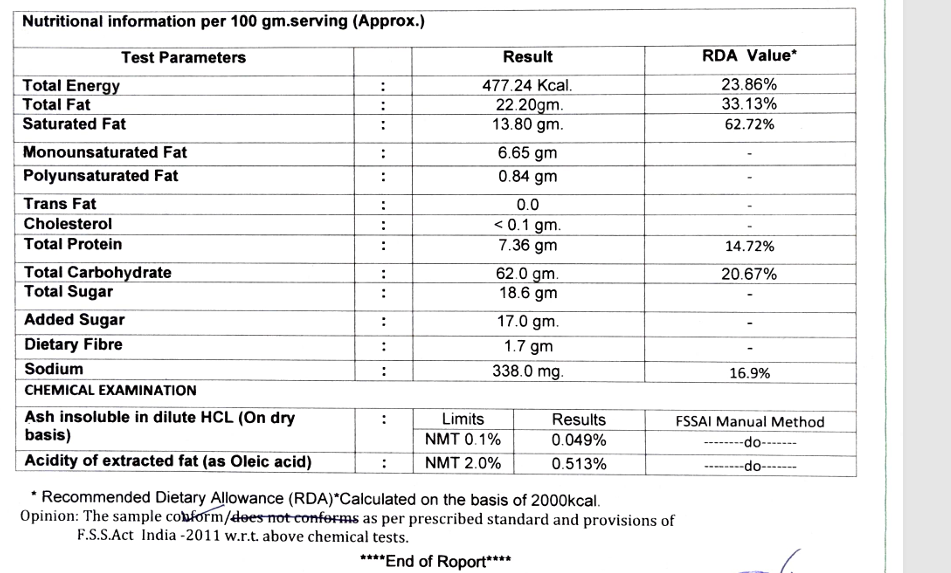 Nutritional information per 100 gm.serving (Approx.)
Test Parameters Result RDA Value*
Total Energy : 477.24 Kcal. 23.86%
Total Fat : 22.20gm. 33.13%
Saturated Fat : 13.80 gm. 62.72%
Monounsaturated Fat : 6.65 gm -
Polyunsaturated Fat : 0.84 gm -
Trans Fat : 0.0 -
Cholesterol : < 0.1 gm. -
Total Protein : 7.36 gm 14.72%
Total Carbohydrate : 62.0 gm. 20.67%
Total Sugar : 18.6 gm -
Added Sugar : 17.0 gm. -
Dietary Fibre : 1.7 gm -
Sodium : 338.0 mg. 16.9%
CHEMICAL EXAMINATION
Ash insoluble in dilute HCL (On dry : Limits Results FSSAI Manual Method
basis) NMT 0.1% 0.049% --------do-------
Acidity of extracted fat (as Oleic acid) : NMT 2.0% 0.513% --------do-------
* Recommended Dietary Allowance (RDA)*Calculated on the basis of 2000kcal.
Opinion: The sample conform/does not conforms as per prescribed standard and provisions of
F.S.S.Act India -2011 w.r.t. above chemical tests.
****End of Roport****